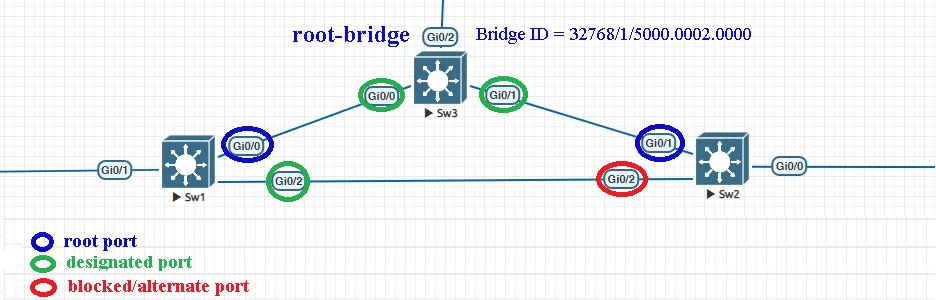 root-bridge Gi0/2 Bridge ID = 32768/1/5000.0002.0000
Gi0/0 Gi0/1
Sw3
Gi0/0 Gi0/1
Gi0/1 Gi0/0
Gi0/2 Gi0/2
Sw1 Sw2
root port
designated port
blocked/alternate port